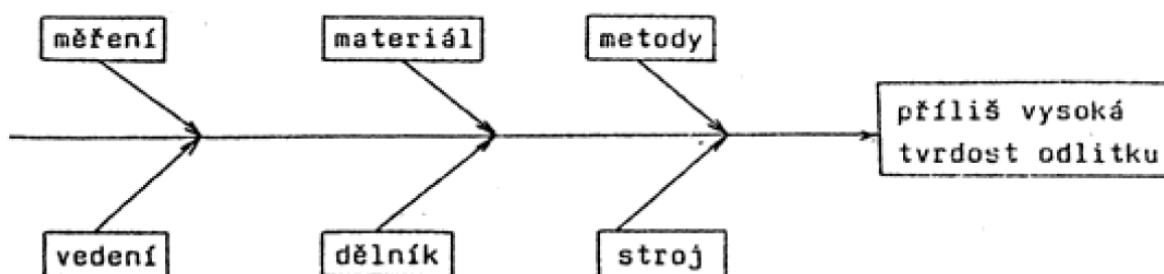 měření
materiál
metody
příliš vysoká
tvrdost odlitku
vedení
dělník
stroj